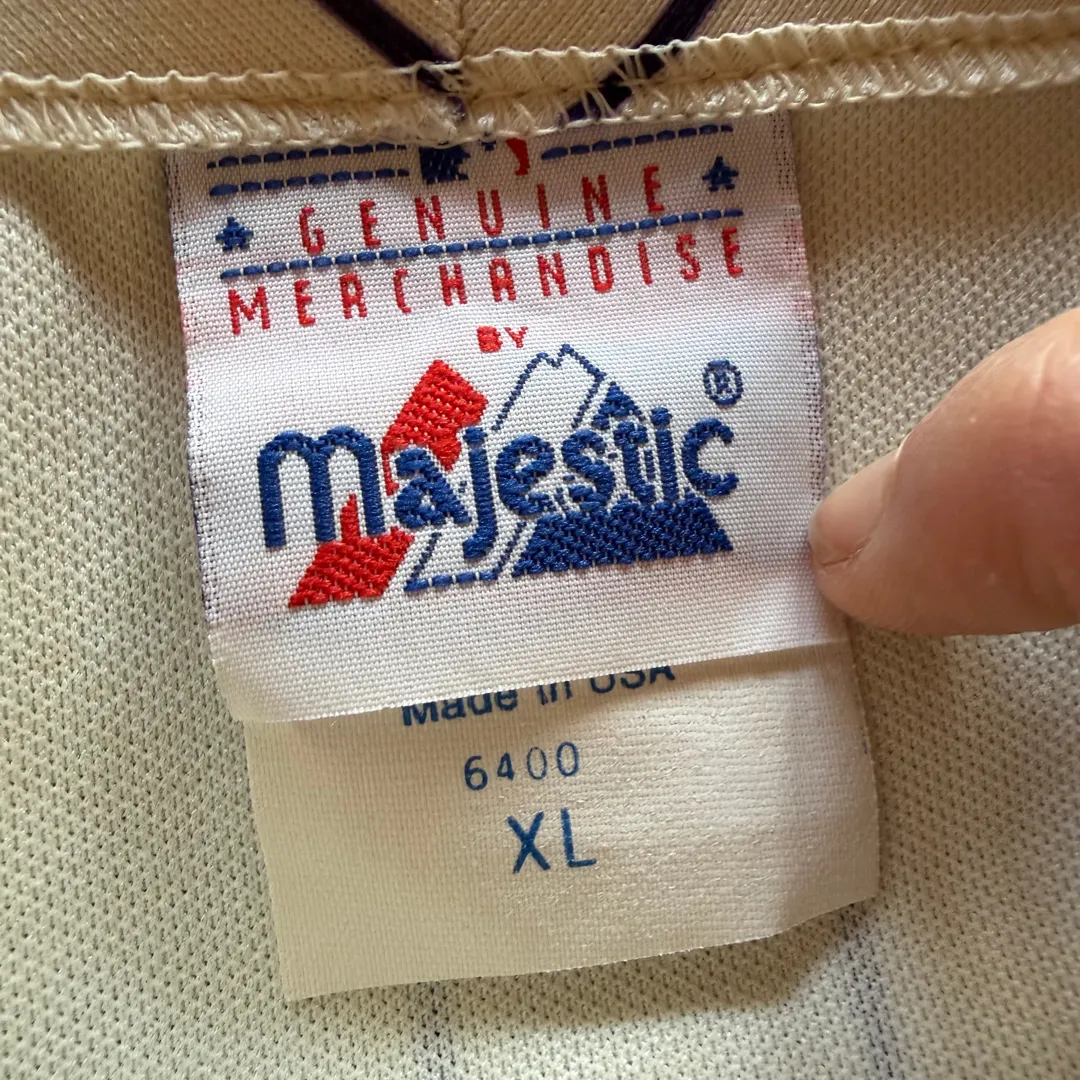 GENUINE
MERCHANDISE
BY
majestic®
Made in USA
6400
XL